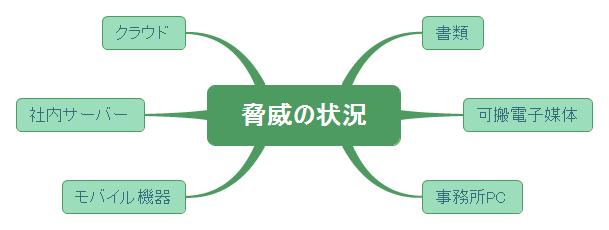 クラウド
書類
社内サーバー
脅威の状況
可搬電子媒体
モバイル機器
事務所PC